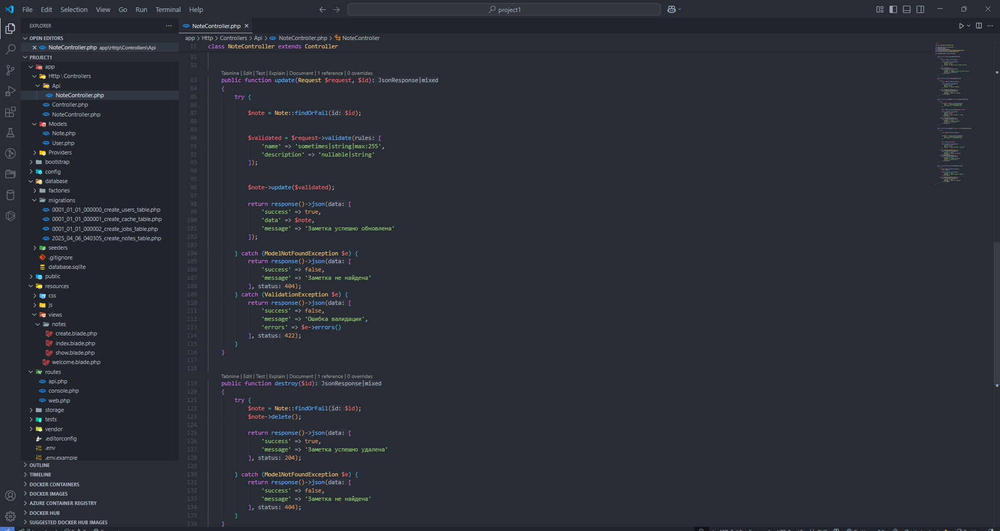 File Edit Selection View Go Run Terminal Help
project1
EXPLORER
OPEN EDITORS
NoteController.php app\Http\Controllers\Api
PROJECT1
app
Http \ Controllers
Api
NoteController.php
Controller.php
NoteController.php
Models
Note.php
User.php
Providers
bootstrap
config
database
factories
migrations
0001_01_01_000000_create_users_table.php
0001_01_01_000001_create_cache_table.php
0001_01_01_000002_create_jobs_table.php
2025_04_06_040305_create_notes_table.php
seeders
.gitignore
database.sqlite
public
resources
css
js
views
notes
create.blade.php
index.blade.php
show.blade.php
welcome.blade.php
routes
api.php
console.php
web.php
storage
tests
vendor
.editorconfig
.env
.env.example
OUTLINE
TIMELINE
DOCKER CONTAINERS
DOCKER IMAGES
AZURE CONTAINER REGISTRY
DOCKER HUB
SUGGESTED DOCKER HUB IMAGES
NoteController.php
app > Http > Controllers > Api > NoteController.php > NoteController
11 class NoteController extends Controller
81
82
Tabnine | Edit | Test | Explain | Document | 1 reference | 0 overrides
83 public function update(Request $request, $id): JsonResponse|mixed
84 {
85 try {
86
87 $note = Note::findOrFail(id: $id);
88
89
90 $validated = $request->validate(rules: [
91 'name' => 'sometimes|string|max:255',
92 'description' => 'nullable|string'
93 ]);
94
95
96 $note->update($validated);
97
98 return response()->json(data: [
99 'success' => true,
100 'data' => $note,
101 'message' => 'Заметка успешно обновлена'
102 ]);
103
104 } catch (ModelNotFoundException $e) {
105 return response()->json(data: [
106 'success' => false,
107 'message' => 'Заметка не найдена'
108 ], status: 404);
109 } catch (ValidationException $e) {
110 return response()->json(data: [
111 'success' => false,
112 'message' => 'Ошибка валидации',
113 'errors' => $e->errors()
114 ], status: 422);
115 }
116 }
117
118
Tabnine | Edit | Test | Explain | Document | 1 reference | 0 overrides
119 public function destroy($id): JsonResponse|mixed
120 {
121 try {
122 $note = Note::findOrFail(id: $id);
123 $note->delete();
124
125 return response()->json(data: [
126 'success' => true,
127 'message' => 'Заметка успешно удалена'
128 ], status: 204);
129
130 } catch (ModelNotFoundException $e) {
131 return response()->json(data: [
132 'success' => false,
133 'message' => 'Заметка не найдена'
134 ], status: 404);
135 }
136 }